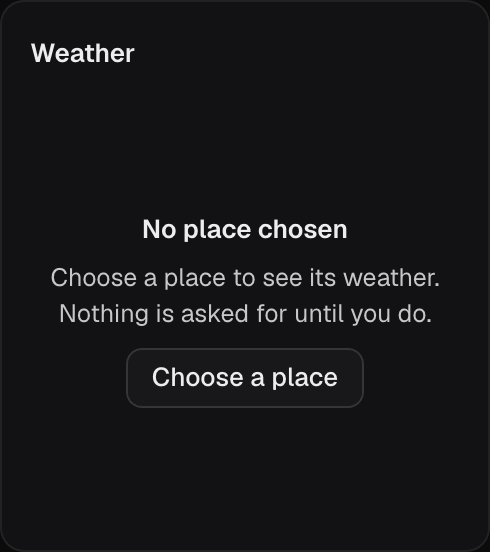 Weather
No place chosen
Choose a place to see its weather.
Nothing is asked for until you do.
Choose a place